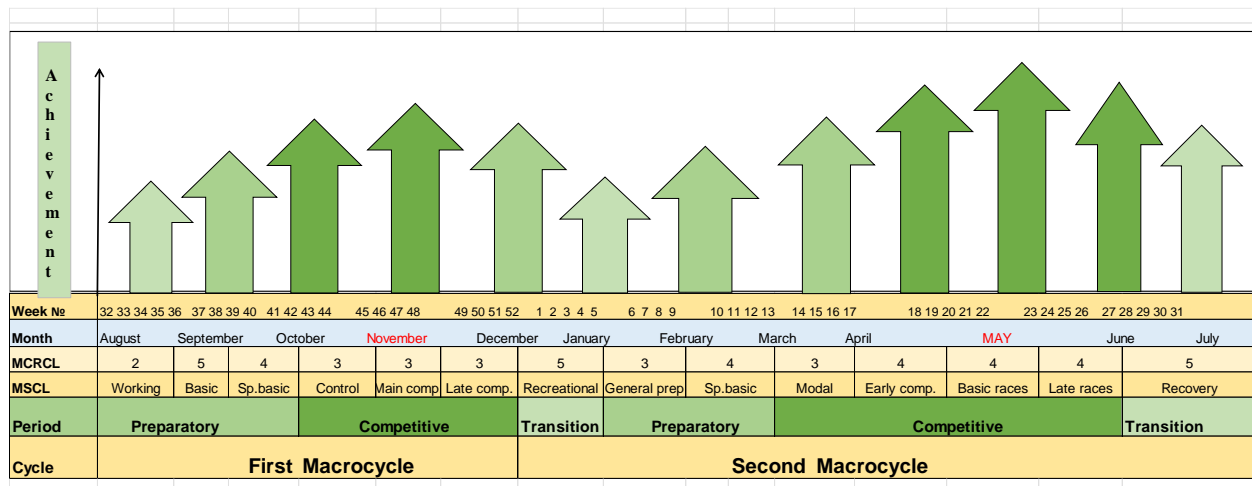 Achievement
Week № 32 33 34 35 36 37 38 39 40 41 42 43 44 45 46 47 48 49 50 51 52 1 2 3 4 5 6 7 8 9 10 11 12 13 14 15 16 17 18 19 20 21 22 23 24 25 26 27 28 29 30 31
Month August September October November December January February March April MAY June July
MCRCL 2 5 4 3 3 3 5 3 4 3 4 4 4 5
MSCL Working Basic Sp.basic Control Main comp Late comp. Recreational General prep Sp.basic Modal Early comp. Basic races Late races Recovery
Period Preparatory Competitive Transition Preparatory Competitive Transition
Cycle First Macrocycle Second Macrocycle